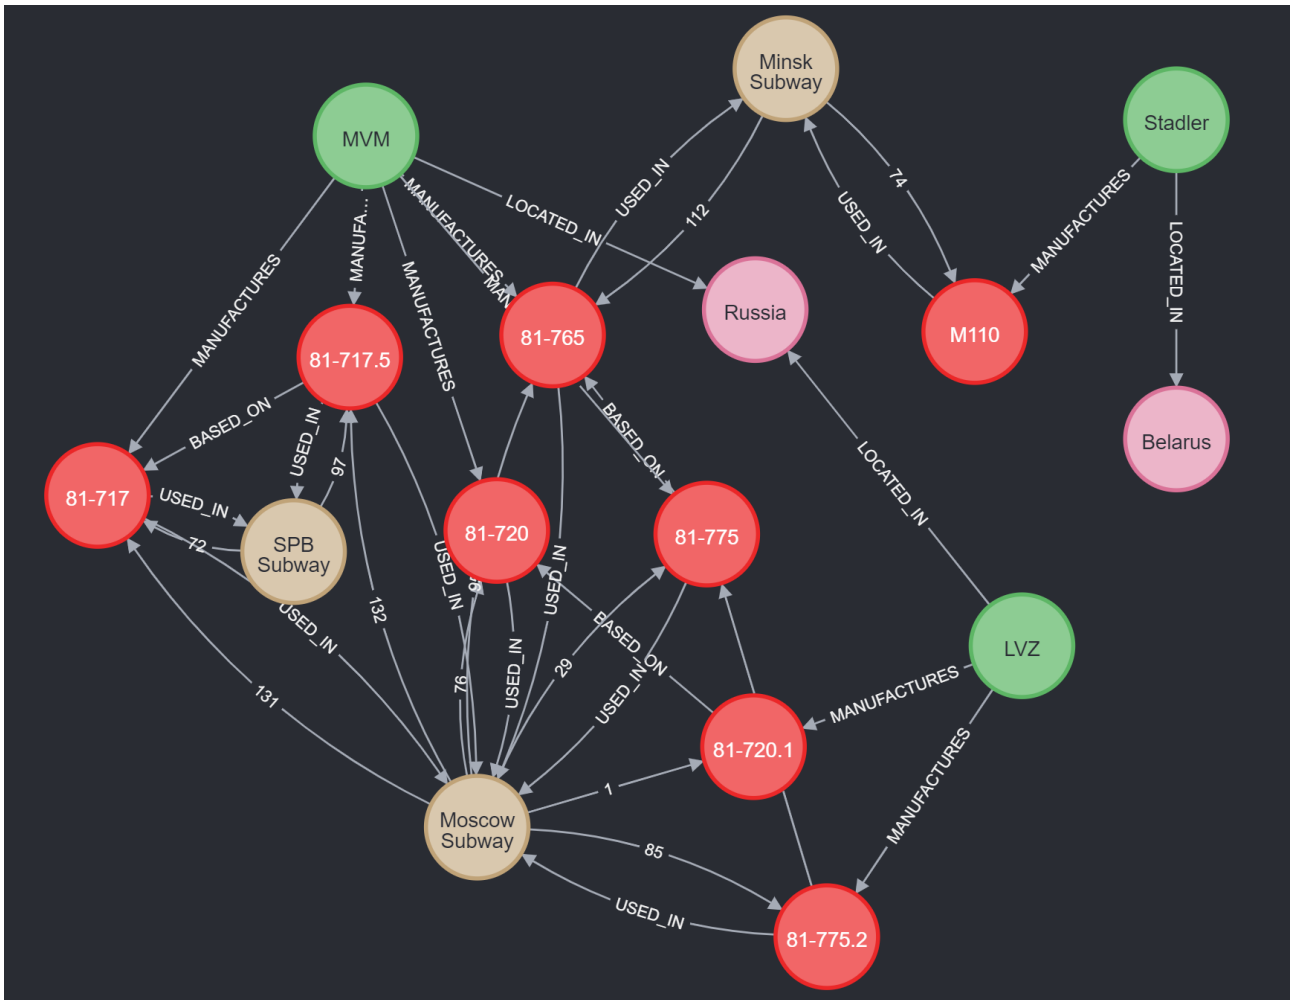 Minsk
Subway
Stadler
MVM
MANUFACTURES
LOCATED_IN
USED_IN
112
74
USED_IN
MANUFACTURES
LOCATED_IN
MANUFACTURES
MANUFA...
MANUFACTURES
MAN
Russia
81-765
M110
81-717.5
BASED_ON
USED_IN
97
BASED_ON
Belarus
81-717
USED_IN
72
SPB
Subway
81-720
81-775
LOCATED_IN
USED_IN
USED_IN
132
USED_IN
USED_IN
BASED_ON
29
76
131
USED_IN
LVZ
MANUFACTURES
81-720.1
1
MANUFACTURES
Moscow
Subway
85
USED_IN
81-775.2